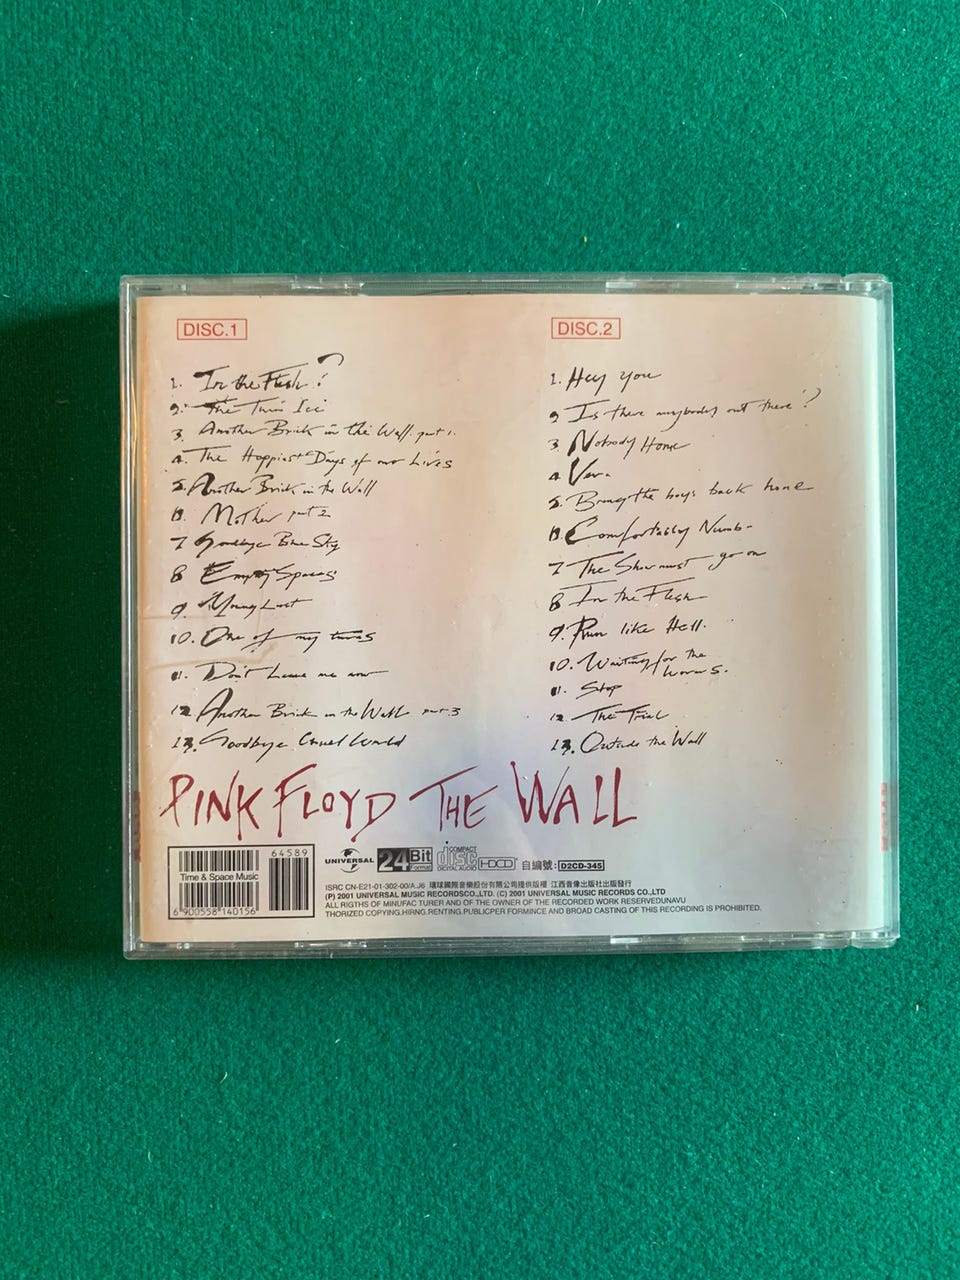 DISC.1
1. In the Flesh?
2. The Thin Ice
3. Another Brick in the Wall part 1.
4. The Happiest Days of our Lives
5. Another Brick in the Wall
6. Mother part 2
7 Goodbye Blue Sky
8 Empty Spaces
9. Young Lust
10. One of my turns
11. Don't Leave me now
12 Another Brick in the Wall part 3
13. Goodbye Cruel World
DISC.2
1. Hey You
2 Is there anybody out there?
3 Nobody Home
4 Vera
5. Bring the boys back home
6. Comfortably Numb
7 The Show must go on
8 In the Flesh
9. Run like Hell.
10. Waiting for the
Worms.
11. Stop
12. The Trial
13. Outside the Wall
PINK FLOYD THE WALL
64589
Time & Space Music
6 900558 140156
UNIVERSAL
24 Bit Format
COMPACT disc DIGITAL AUDIO
HDCD
自編號: D2CD-345
ISRC CN-E21-01-302-00/A.J6 環球國際音樂股份有限公司提供版權 江西音像出版社出版發行
(P) 2001 UNIVERSAL MUSIC RECORDSCO.,LTD. (C) 2001 UNIVERSAL MUSIC RECORDS CO.,LTD
ALL RIGTHS OF MINUFAC TURER AND OF THE OWNER OF THE RECORDED WORK RESERVEDUNAVU
THORIZED COPYING.HIRNG.RENTING.PUBLICPER FORMINCE AND BROAD CASTING OF THIS RECORDING IS PROHIBITED.